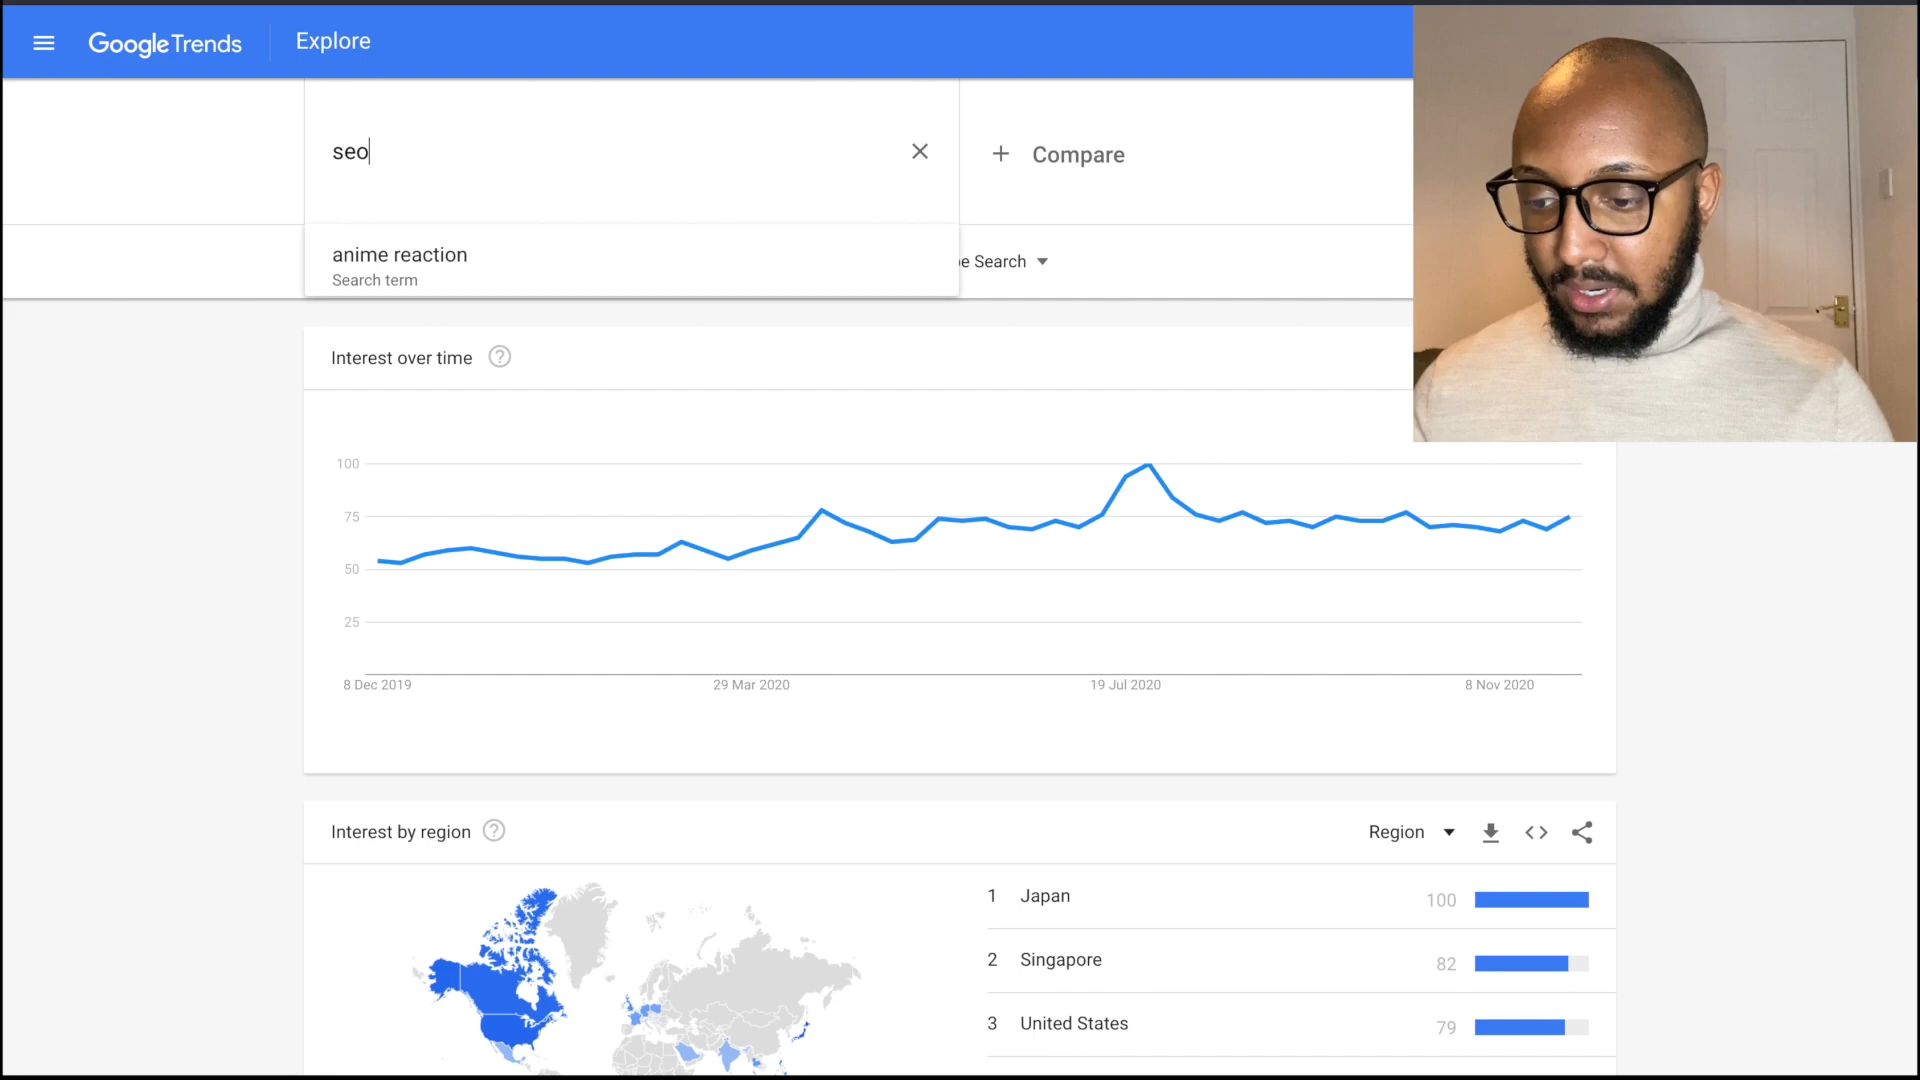 Google Trends
Explore
seo
Compare
anime reaction
Search term
e Search
Interest over time
100
75
50
25
8 Dec 2019
29 Mar 2020
19 Jul 2020
8 Nov 2020
Interest by region
Region
1 Japan 100
2 Singapore 82
3 United States 79